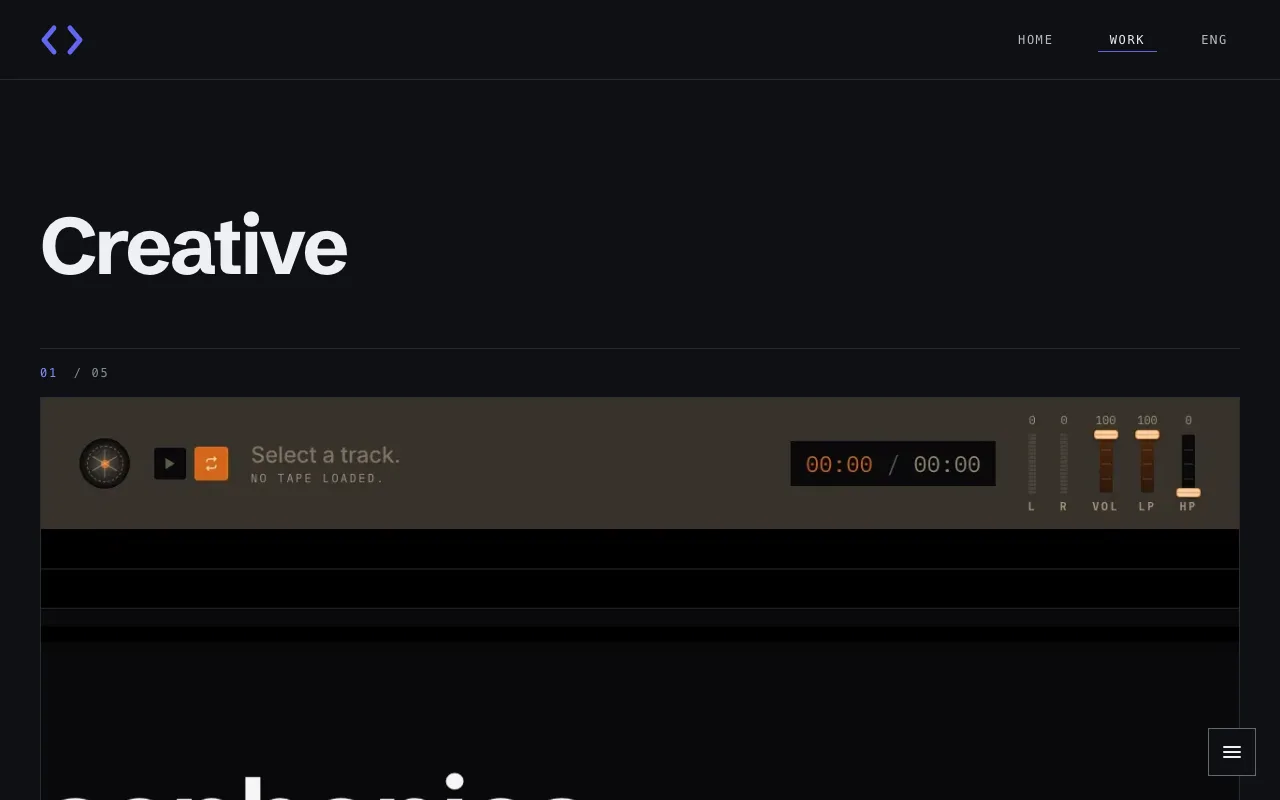 HOME
WORK
ENG
Creative
01 / 05
Select a track.
NO TAPE LOADED.
00:00 / 00:00
0 0 100 100 0
L R VOL LP HP